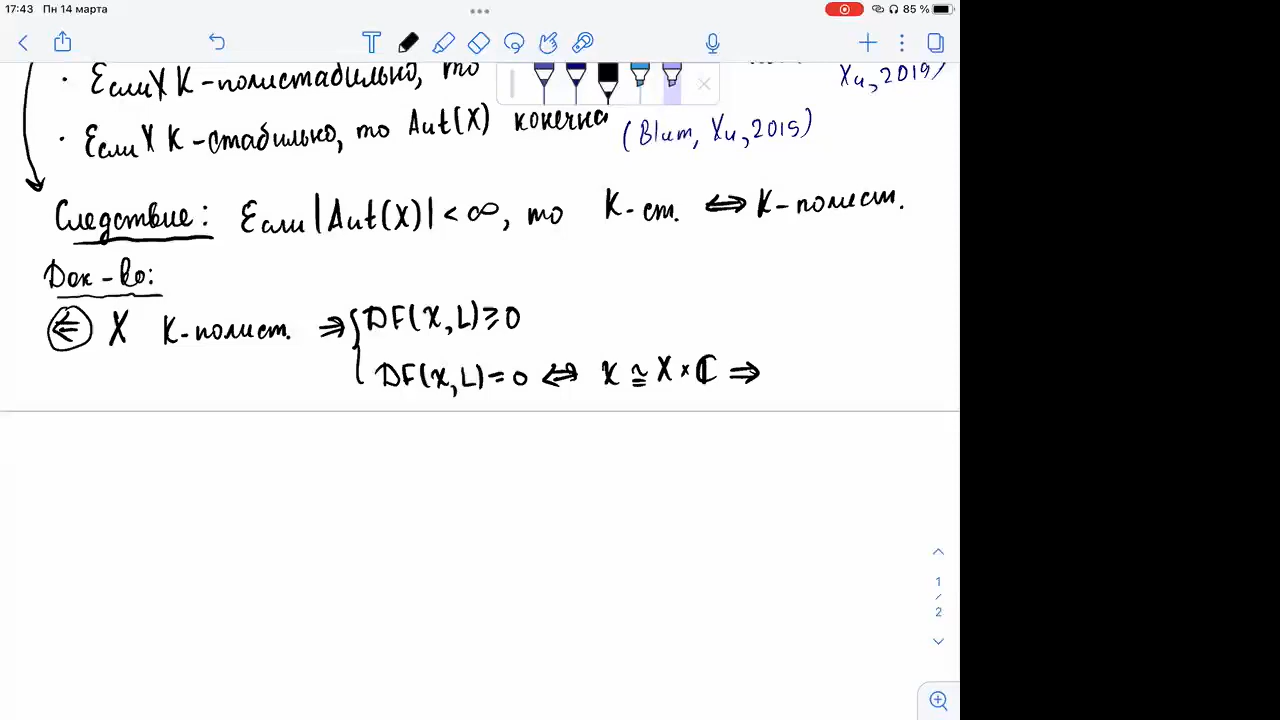 17:43 Пн 14 марта
85 %
· Если X К-полистабильно, то
Xu, 2019)
· Если X К-стабильно, то Aut(X) конечна (Blum, Xu, 2015)
Следствие: Если |Aut(X)| < ∞, то К-ст. ⇔ К-полист.
Док-во:
⇐ X К-полист. ⇒ { DF(X, L) ≥ 0
DF(X, L) = 0 ⇔ X ≅ X × ℂ ⇒
1
/
2